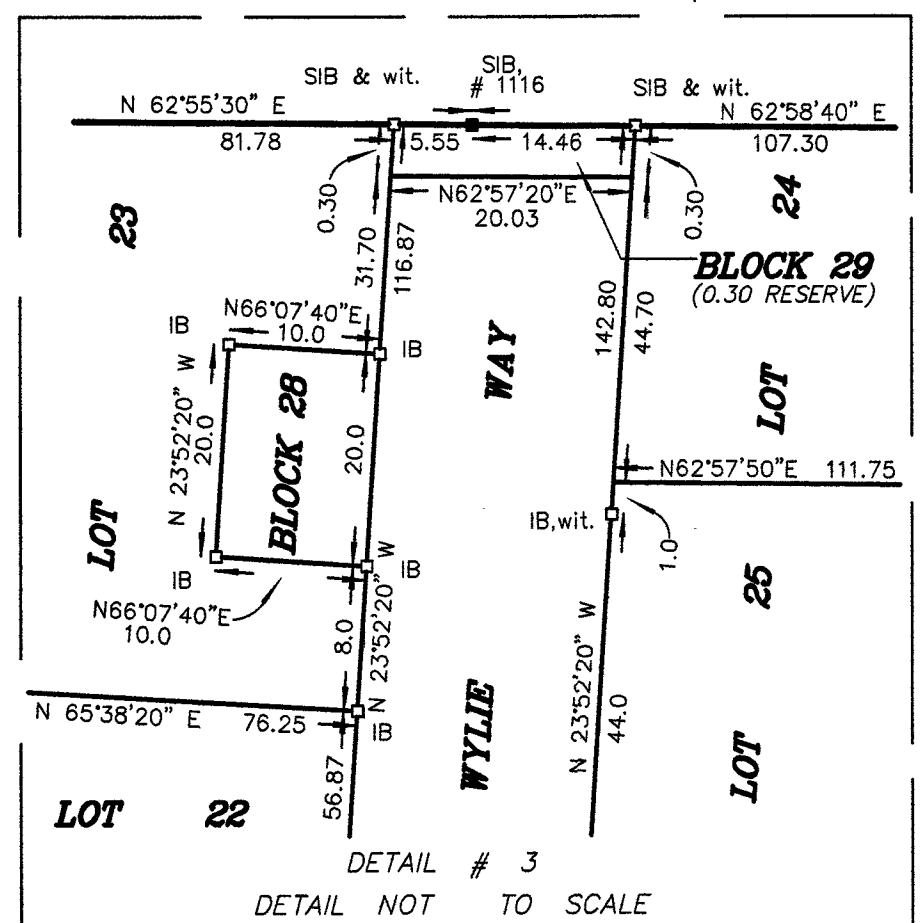 SIB & wit.
SIB,
# 1116
SIB & wit.
N 62°55'30" E
81.78
5.55
14.46
N 62°58'40" E
107.30
0.30
N62°57'20"E
20.03
0.30
23
24
31.70
116.87
BLOCK 29
(0.30 RESERVE)
N66°07'40"E
10.0
IB
IB
WAY
142.80
44.70
LOT
N 23°52'20" W
20.0
BLOCK 28
20.0
N62°57'50"E 111.75
LOT
IB,wit.
1.0
IB
IB
N66°07'40"E
10.0
8.0
N 23°52'20" W
25
N 65°38'20" E 76.25
IB
WYLIE
N 23°52'20" W
44.0
LOT
56.87
LOT 22
DETAIL # 3
DETAIL NOT TO SCALE